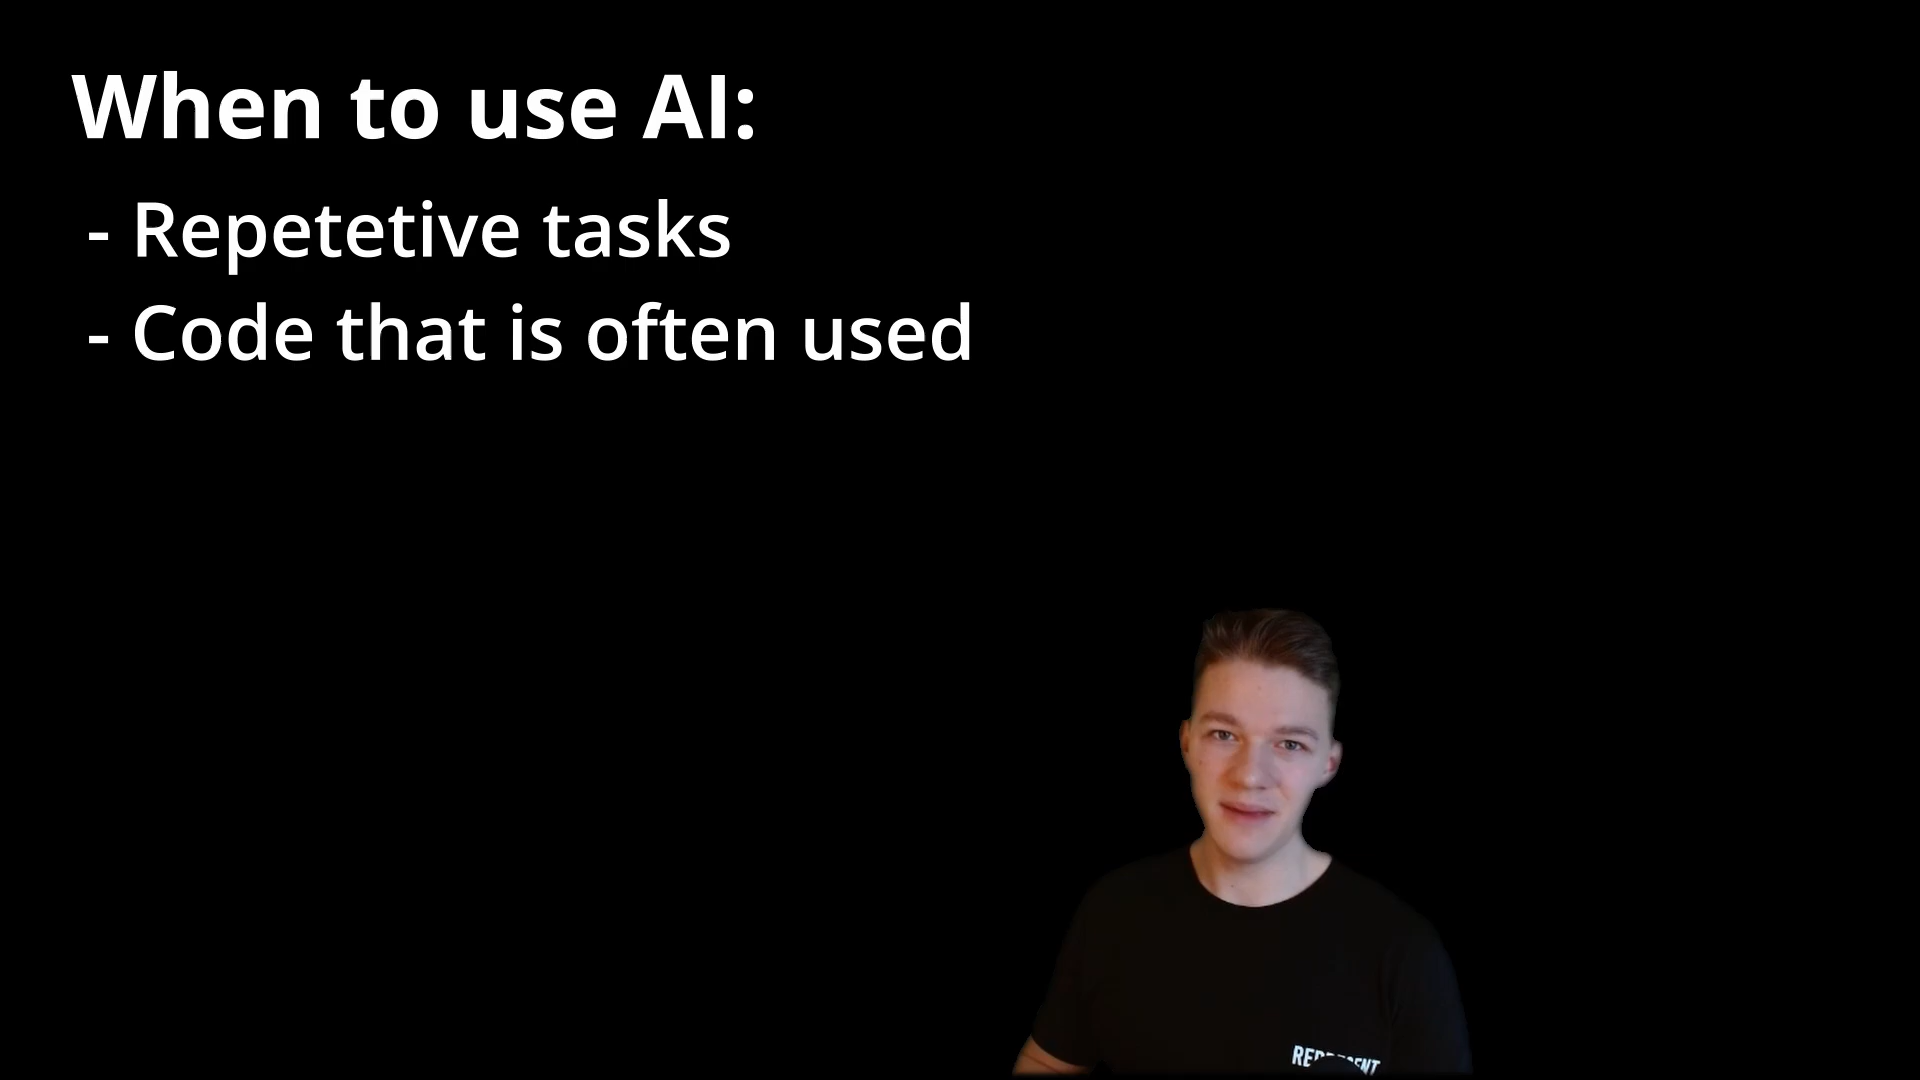 When to use AI:
- Repetetive tasks
- Code that is often used